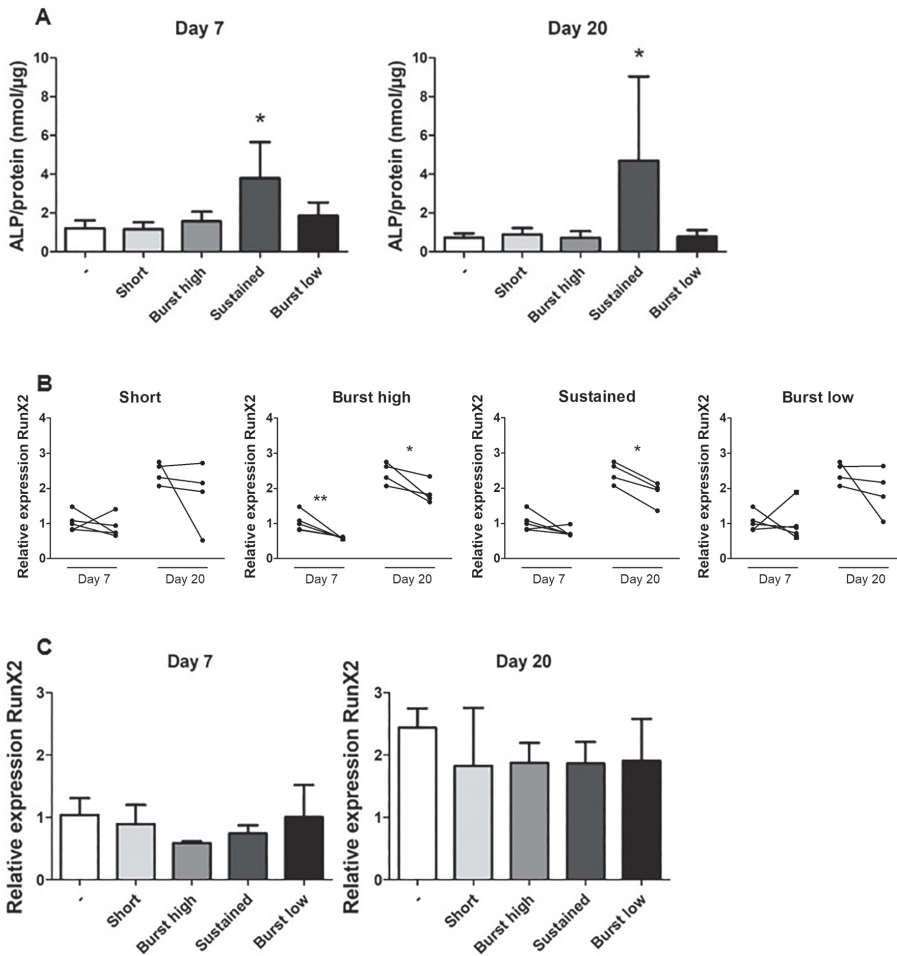 A
Day 7
Day 20
ALP/protein (nmol/µg)
10
8
6
4
2
0
*
-
Short
Burst high
Sustained
Burst low
ALP/protein (nmol/µg)
10
8
6
4
2
0
*
-
Short
Burst high
Sustained
Burst low
B
Short
Burst high
Sustained
Burst low
Relative expression RunX2
4
3
2
1
0
Day 7
Day 20
Relative expression RunX2
4
3
2
1
0
**
*
Day 7
Day 20
Relative expression RunX2
4
3
2
1
0
*
Day 7
Day 20
Relative expression RunX2
4
3
2
1
0
Day 7
Day 20
C
Day 7
Day 20
Relative expression RunX2
3
2
1
0
-
Short
Burst high
Sustained
Burst low
Relative expression RunX2
3
2
1
0
-
Short
Burst high
Sustained
Burst low